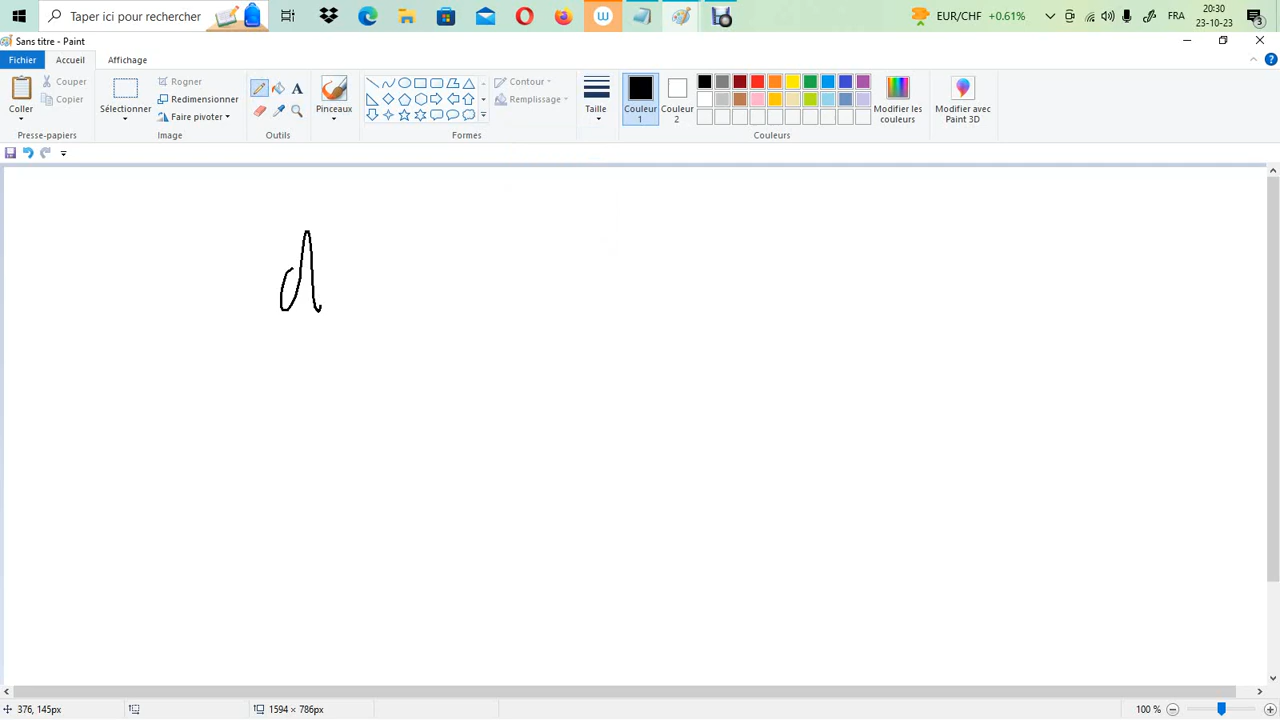 Taper ici pour rechercher
W
EUR/CHF +0.61%
FRA
20:30
23-10-23
3
Sans titre - Paint
Fichier
Accueil
Affichage
?
Coller
Couper
Copier
Presse-papiers
Sélectionner
Rogner
Redimensionner
Faire pivoter
Image
A
Outils
Pinceaux
Contour
Remplissage
Formes
Taille
Couleur 1
Couleur 2
Couleurs
Modifier les couleurs
Modifier avec Paint 3D
d
376, 145px
1594 × 786px
100 %